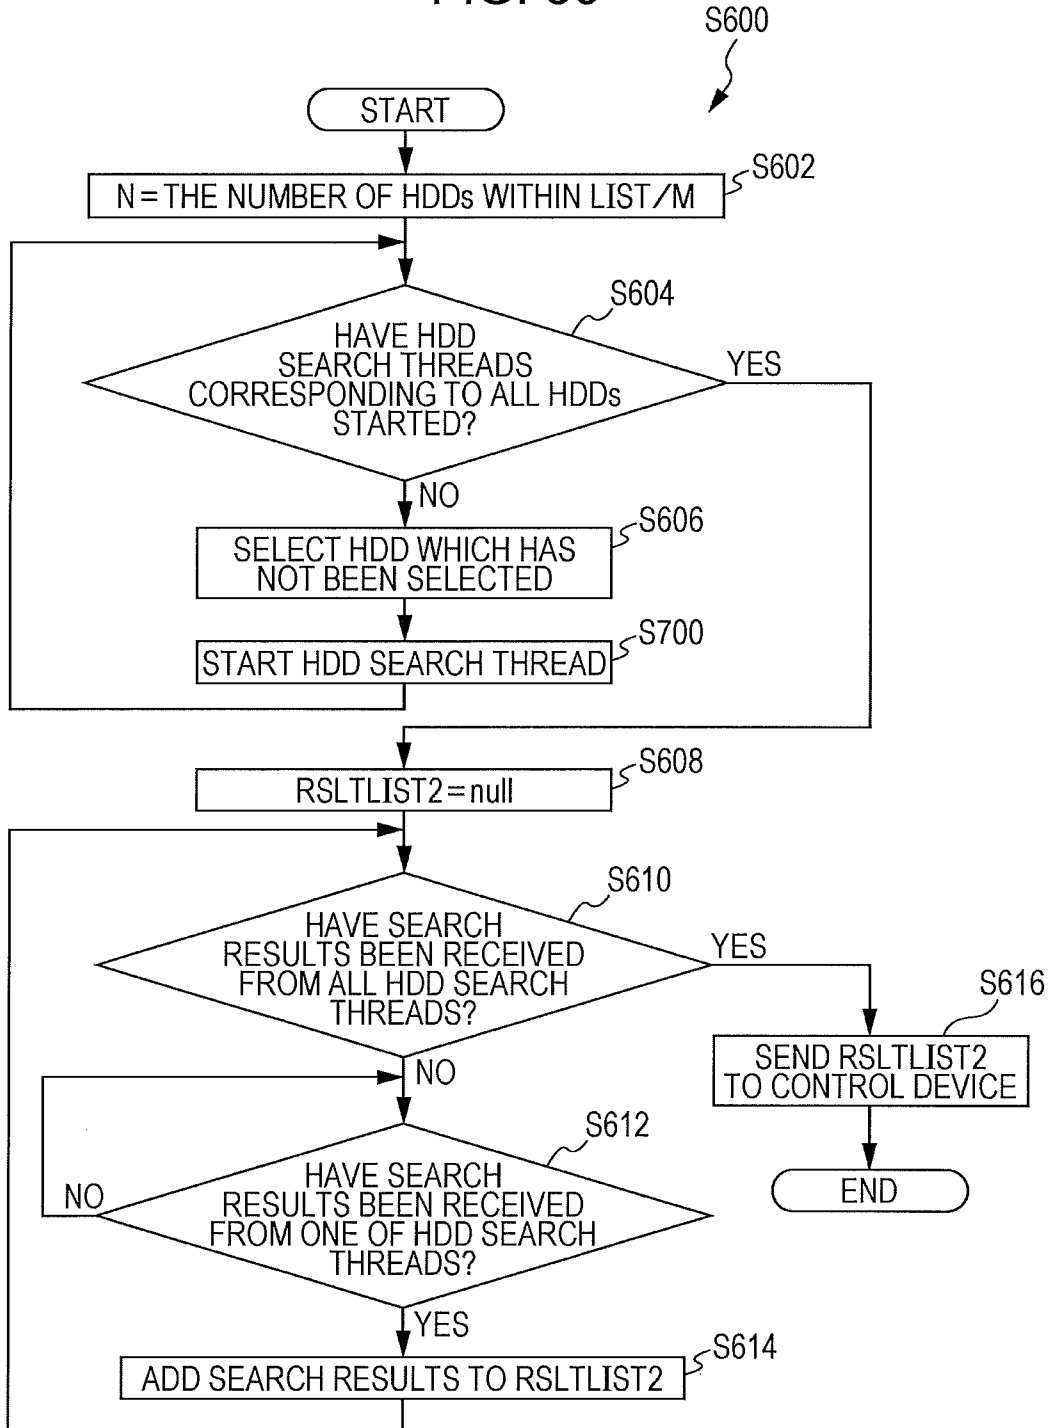 S600
START
N=THE NUMBER OF HDDs WITHIN LIST/M
S602
S604
HAVE HDD
SEARCH THREADS
CORRESPONDING TO ALL HDDs
STARTED?
YES
NO
S606
SELECT HDD WHICH HAS
NOT BEEN SELECTED
S700
START HDD SEARCH THREAD
S608
RSLTLIST2=null
S610
HAVE SEARCH
RESULTS BEEN RECEIVED
FROM ALL HDD SEARCH
THREADS?
YES
S616
SEND RSLTLIST2
TO CONTROL DEVICE
NO
END
S612
HAVE SEARCH
RESULTS BEEN RECEIVED
FROM ONE OF HDD SEARCH
THREADS?
NO
YES
S614
ADD SEARCH RESULTS TO RSLTLIST2